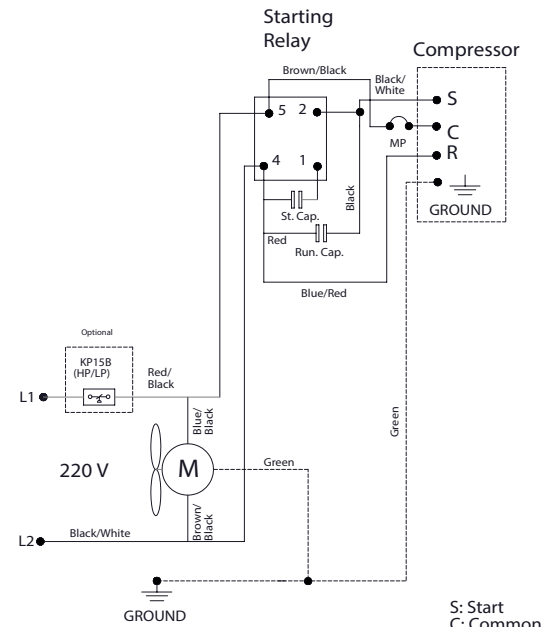 Starting
Relay
Compressor
Brown/Black
Black/
White
5 2
S
C
MP
R
4 1
GROUND
St. Cap.
Black
Red
Run. Cap.
Blue/Red
Optional
KP15B
(HP/LP)
Red/
Black
L1
Blue/
Black
Green
220 V
M
Green
Brown/
Black
L2
Black/White
GROUND
S: Start
C: Common